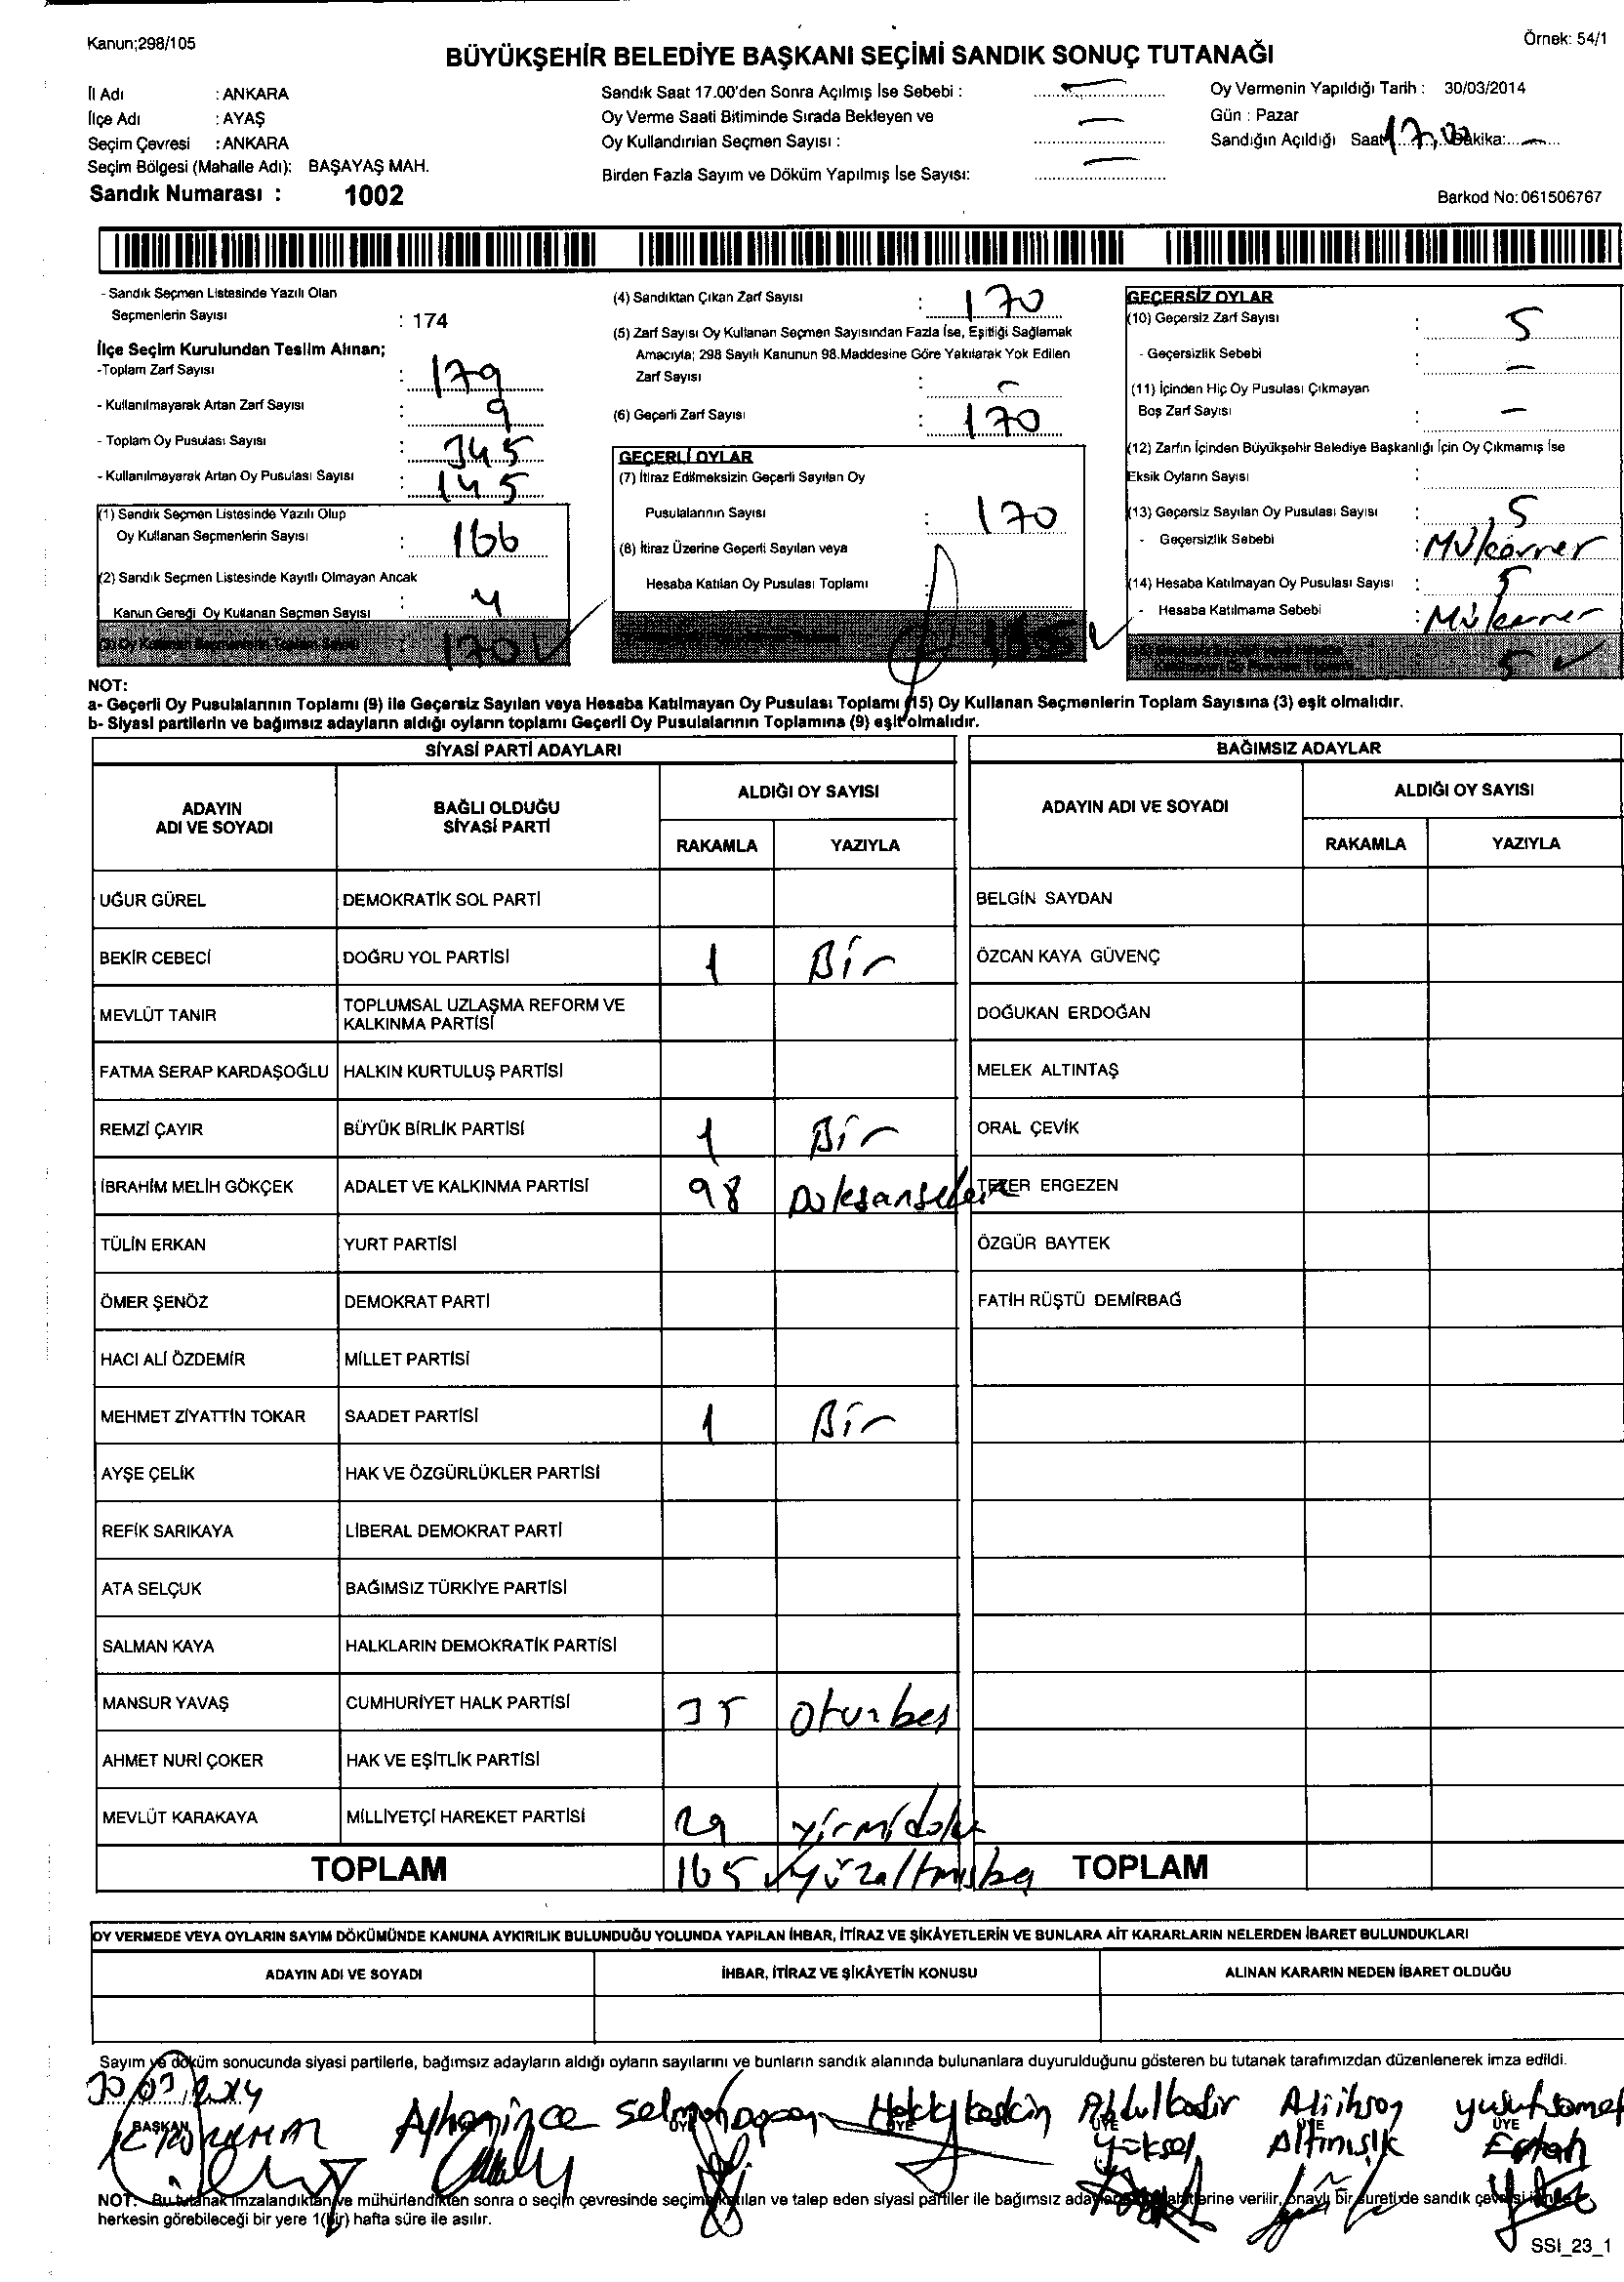 Kanun;298/105
Örnek: 54/1
BÜYÜKŞEHİR BELEDİYE BAŞKANI SEÇİMİ SANDIK SONUÇ TUTANAĞI
İl Adı : ANKARA
İlçe Adı : AYAŞ
Seçim Çevresi : ANKARA
Seçim Bölgesi (Mahalle Adı): BAŞAYAŞ MAH.
Sandık Numarası : 1002
Sandık Saat 17.00'den Sonra Açılmış İse Sebebi : —
Oy Verme Saati Bitiminde Sırada Bekleyen ve —
Oy Kullandırılan Seçmen Sayısı :
Birden Fazla Sayım ve Döküm Yapılmış İse Sayısı: —
Oy Vermenin Yapıldığı Tarih : 30/03/2014
Gün : Pazar
Sandığın Açıldığı Saat 17,00 Dakika: —
Barkod No:061506767
- Sandık Seçmen Listesinde Yazılı Olan
Seçmenlerin Sayısı : 174
İlçe Seçim Kurulundan Teslim Alınan;
-Toplam Zarf Sayısı : 179
- Kullanılmayarak Artan Zarf Sayısı : 9
- Toplam Oy Pusulası Sayısı : 345
- Kullanılmayarak Artan Oy Pusulası Sayısı : 145
(1) Sandık Seçmen Listesinde Yazılı Olup
Oy Kullanan Seçmenlerin Sayısı : 166
(2) Sandık Seçmen Listesinde Kayıtlı Olmayan Ancak
Kanun Gereği Oy Kullanan Seçmen Sayısı : 4
(3) Oy Kullanan Seçmenlerin Toplam Sayısı : 170
(4) Sandıktan Çıkan Zarf Sayısı : 170
(5) Zarf Sayısı Oy Kullanan Seçmen Sayısından Fazla İse, Eşitliği Sağlamak
Amacıyla; 298 Sayılı Kanunun 98.Maddesine Göre Yakılarak Yok Edilen
Zarf Sayısı : —
(6) Geçerli Zarf Sayısı : 170
GEÇERLİ OYLAR
(7) İtiraz Edilmeksizin Geçerli Sayılan Oy
Pusulalarının Sayısı : 170
(8) İtiraz Üzerine Geçerli Sayılan veya
Hesaba Katılan Oy Pusulası Toplamı :
165
GEÇERSİZ OYLAR
(10) Geçersiz Zarf Sayısı : 5
- Geçersizlik Sebebi : —
(11) İçinden Hiç Oy Pusulası Çıkmayan
Boş Zarf Sayısı : —
(12) Zarfın İçinden Büyükşehir Belediye Başkanlığı İçin Oy Çıkmamış İse
Eksik Oyların Sayısı :
(13) Geçersiz Sayılan Oy Pusulası Sayısı : 5
- Geçersizlik Sebebi :
(14) Hesaba Katılmayan Oy Pusulası Sayısı : 5
- Hesaba Katılmama Sebebi :
5
NOT:
a- Geçerli Oy Pusulalarının Toplamı (9) ile Geçersiz Sayılan veya Hesaba Katılmayan Oy Pusulası Toplamı (15) Oy Kullanan Seçmenlerin Toplam Sayısına (3) eşit olmalıdır.
b- Siyasi partilerin ve bağımsız adayların aldığı oyların toplamı Geçerli Oy Pusulalarının Toplamına (9) eşit olmalıdır.
SİYASİ PARTİ ADAYLARI
BAĞIMSIZ ADAYLAR
ADAYIN ADI VE SOYADI
BAĞLI OLDUĞU SİYASİ PARTİ
ALDIĞI OY SAYISI
RAKAMLA YAZIYLA
ADAYIN ADI VE SOYADI
ALDIĞI OY SAYISI
RAKAMLA YAZIYLA
UĞUR GÜREL DEMOKRATİK SOL PARTİ
BELGİN SAYDAN
BEKİR CEBECİ DOĞRU YOL PARTİSİ 1 Bir
ÖZCAN KAYA GÜVENÇ
MEVLÜT TANIR TOPLUMSAL UZLAŞMA REFORM VE KALKINMA PARTİSİ
DOĞUKAN ERDOĞAN
FATMA SERAP KARDAŞOĞLU HALKIN KURTULUŞ PARTİSİ
MELEK ALTINTAŞ
REMZİ ÇAYIR BÜYÜK BİRLİK PARTİSİ 1 Bir
ORAL ÇEVİK
İBRAHİM MELİH GÖKÇEK ADALET VE KALKINMA PARTİSİ 98 Doksansekiz
TEZER ERGEZEN
TÜLİN ERKAN YURT PARTİSİ
ÖZGÜR BAYTEK
ÖMER ŞENÖZ DEMOKRAT PARTİ
FATİH RÜŞTÜ DEMİRBAĞ
HACI ALİ ÖZDEMİR MİLLET PARTİSİ
MEHMET ZİYATTİN TOKAR SAADET PARTİSİ 1 Bir
AYŞE ÇELİK HAK VE ÖZGÜRLÜKLER PARTİSİ
REFİK SARIKAYA LİBERAL DEMOKRAT PARTİ
ATA SELÇUK BAĞIMSIZ TÜRKİYE PARTİSİ
SALMAN KAYA HALKLARIN DEMOKRATİK PARTİSİ
MANSUR YAVAŞ CUMHURİYET HALK PARTİSİ 35 Oturbeş
AHMET NURİ ÇOKER HAK VE EŞİTLİK PARTİSİ
MEVLÜT KARAKAYA MİLLİYETÇİ HAREKET PARTİSİ 29 yirmidokuz
TOPLAM 165 yüzaltmışbeş
TOPLAM
OY VERMEDE VEYA OYLARIN SAYIM DÖKÜMÜNDE KANUNA AYKIRILIK BULUNDUĞU YOLUNDA YAPILAN İHBAR, İTİRAZ VE ŞİKÂYETLERİN VE BUNLARA AİT KARARLARIN NELERDEN İBARET BULUNDUKLARI
ADAYIN ADI VE SOYADI İHBAR, İTİRAZ VE ŞİKÂYETİN KONUSU ALINAN KARARIN NEDEN İBARET OLDUĞU
Sayım ve döküm sonucunda siyasi partilerle, bağımsız adayların aldığı oyların sayılarını ve bunların sandık alanında bulunanlara duyurulduğunu gösteren bu tutanak tarafımızdan düzenlenerek imza edildi.
30/03/2014
BAŞKAN
ÜYE ÜYE ÜYE ÜYE ÜYE
Hakkı Keskin Abdulkadir Yüksel Ali ihsan Altınışık
NOT: Bu tutanak imzalandıktan ve mühürlendikten sonra o seçim çevresinde seçime katılan ve talep eden siyasi partiler ile bağımsız verilir, onaylı bir sureti de sandık
herkesin görebileceği bir yere 1(bir) hafta süre ile asılır.
SSI_23_1